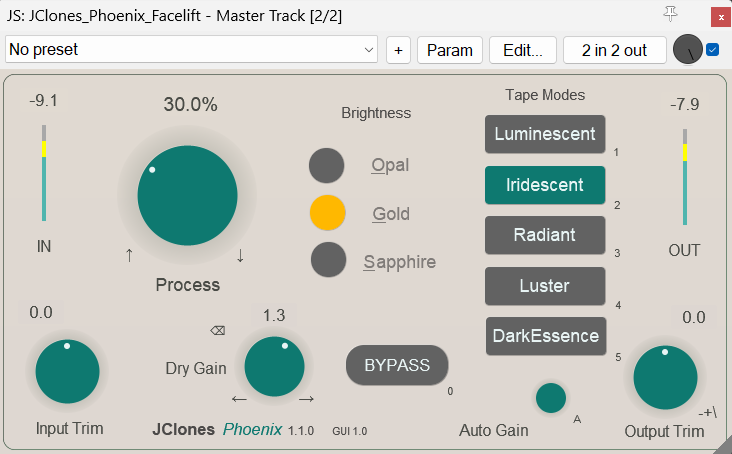 JS: JClones_Phoenix_Facelift - Master Track [2/2]
x
No preset
+
Param
Edit...
2 in 2 out
-9.1
30.0%
Brightness
Tape Modes
-7.9
Luminescent
1
Opal
Iridescent
2
Gold
Radiant
3
IN
↑
↓
Sapphire
OUT
Process
Luster
4
0.0
1.3
0.0
⌫
DarkEssence
5
Dry Gain
BYPASS
0
← →
A
-+\
Input Trim
JClones Phoenix 1.1.0 GUI 1.0
Auto Gain
Output Trim